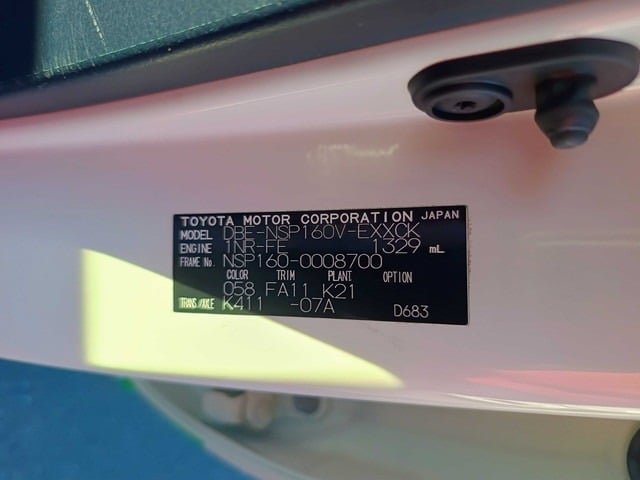 TOYOTA MOTOR CORPORATION JAPAN
MODEL DBE-NSP160V-EXXCK
ENGINE 1NR-FE 1329 mL
FRAME No. NSP160-0008700
COLOR TRIM PLANT OPTION
058 FA11 K21
TRANS/AXLE K411 -07A D683